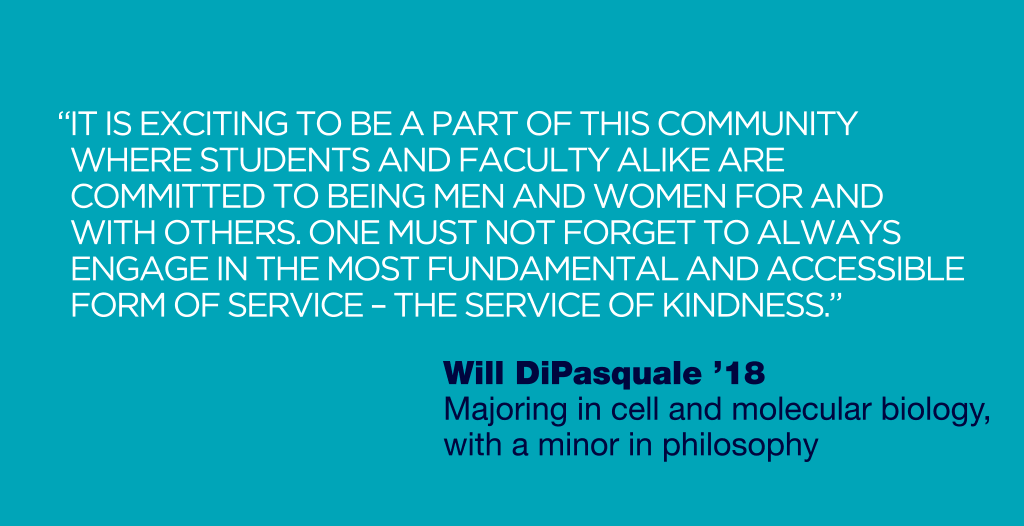 “IT IS EXCITING TO BE A PART OF THIS COMMUNITY
WHERE STUDENTS AND FACULTY ALIKE ARE
COMMITTED TO BEING MEN AND WOMEN FOR AND
WITH OTHERS. ONE MUST NOT FORGET TO ALWAYS
ENGAGE IN THE MOST FUNDAMENTAL AND ACCESSIBLE
FORM OF SERVICE – THE SERVICE OF KINDNESS.”
Will DiPasquale ’18
Majoring in cell and molecular biology,
with a minor in philosophy